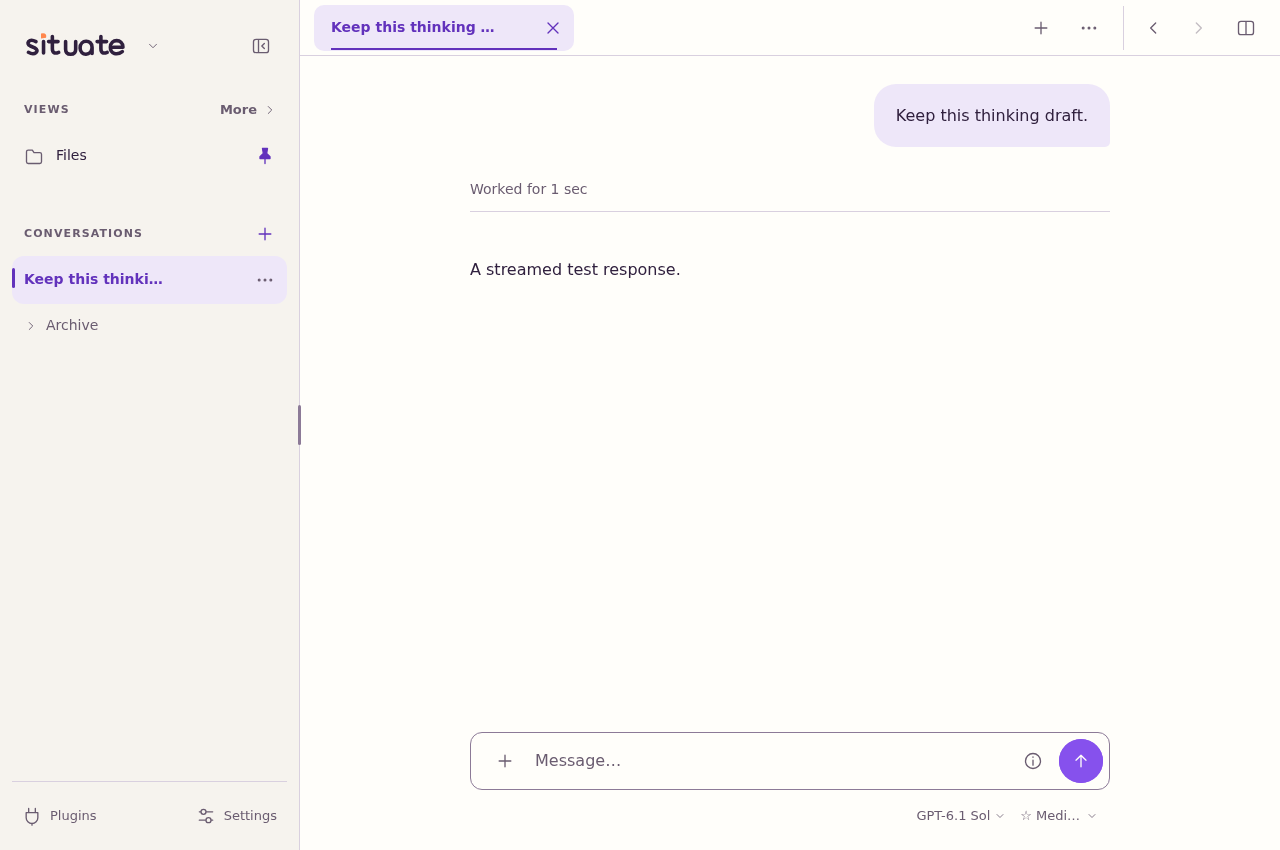 situate
VIEWS
More
Files
CONVERSATIONS
Keep this thinki…
Archive
Plugins
Settings
Keep this thinking …
Keep this thinking draft.
Worked for 1 sec
A streamed test response.
Message…
GPT-6.1 Sol
☆ Medi…